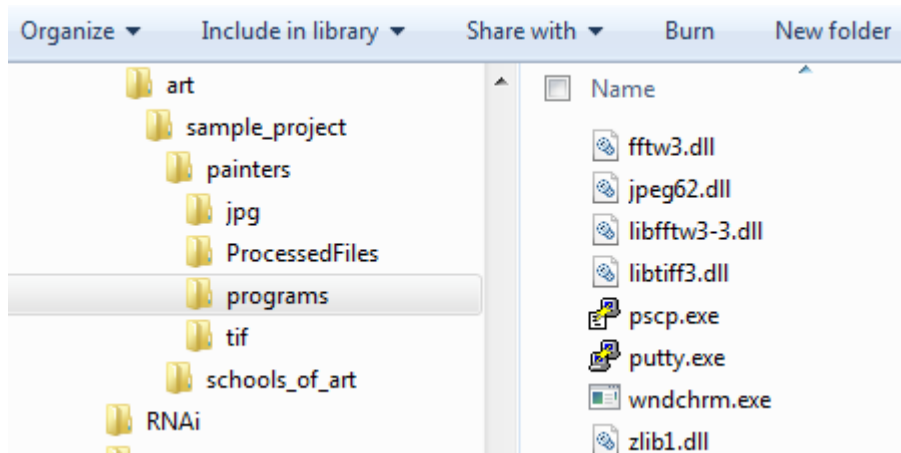 Organize Include in library Share with Burn New folder
art
sample_project
painters
jpg
ProcessedFiles
programs
tif
schools_of_art
RNAi
Name
fftw3.dll
jpeg62.dll
libfftw3-3.dll
libtiff3.dll
pscp.exe
putty.exe
wndchrm.exe
zlib1.dll